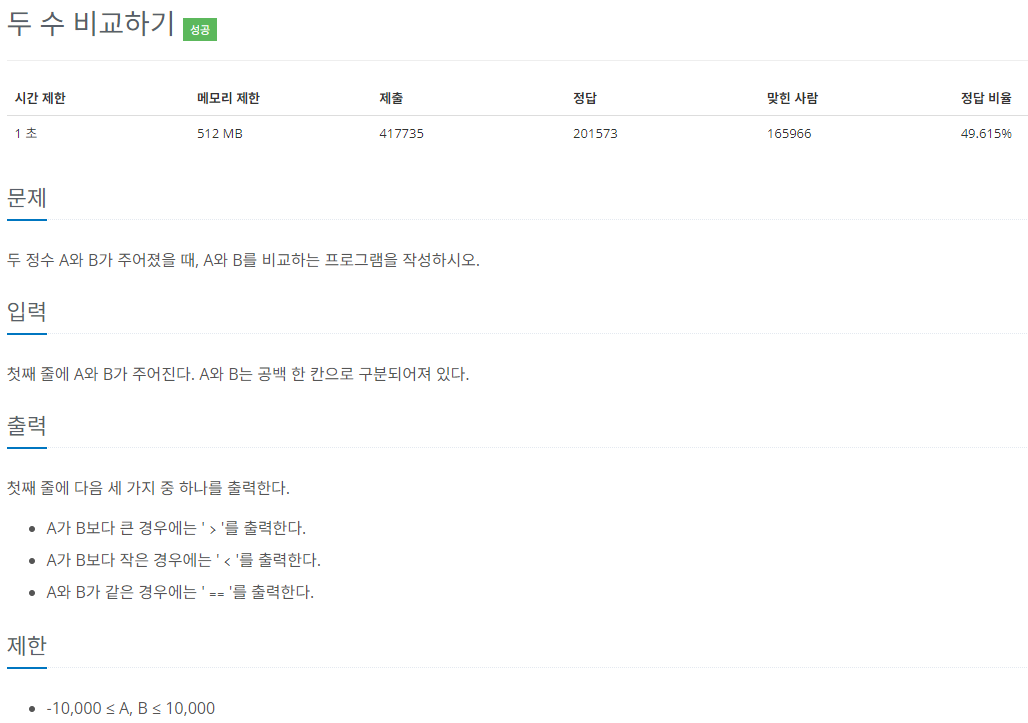 두 수 비교하기 성공
시간 제한 메모리 제한 제출 정답 맞힌 사람 정답 비율
1 초 512 MB 417735 201573 165966 49.615%
문제
두 정수 A와 B가 주어졌을 때, A와 B를 비교하는 프로그램을 작성하시오.
입력
첫째 줄에 A와 B가 주어진다. A와 B는 공백 한 칸으로 구분되어져 있다.
출력
첫째 줄에 다음 세 가지 중 하나를 출력한다.
• A가 B보다 큰 경우에는 ' > '를 출력한다.
• A가 B보다 작은 경우에는 ' < '를 출력한다.
• A와 B가 같은 경우에는 ' == '를 출력한다.
제한
• -10,000 ≤ A, B ≤ 10,000